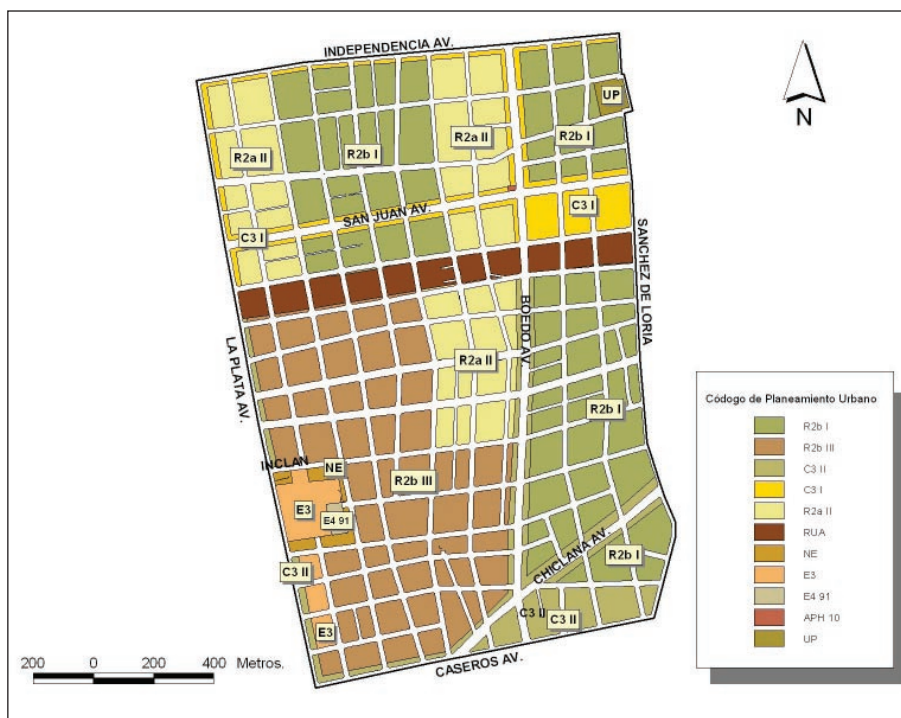 INDEPENDENCIA AV.
UP
N
R2a II
R2b I
R2a II
R2b I
C3 I
SAN JUAN AV.
C3 I
SANCHEZ DE LORIA
BOEDO AV.
LA PLATA AV.
R2a II
R2b I
INCLAN
NE
R2b III
E3
E4 91
CHICLANA AV.
R2b I
C3 II
C3 II
C3 II
E3
CASEROS AV.
200 0 200 400 Metros.
Códogo de Planeamiento Urbano
R2b I
R2b III
C3 II
C3 I
R2a II
RUA
NE
E3
E4 91
APH 10
UP